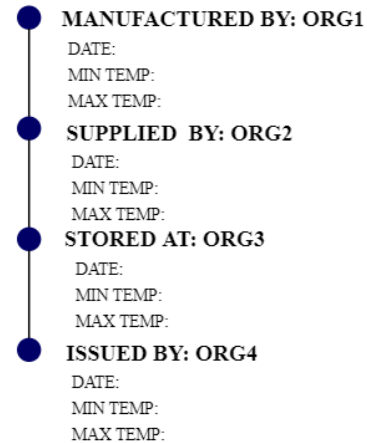 MANUFACTURED BY: ORG1
DATE:
MIN TEMP:
MAX TEMP:
SUPPLIED BY: ORG2
DATE:
MIN TEMP:
MAX TEMP:
STORED AT: ORG3
DATE:
MIN TEMP:
MAX TEMP:
ISSUED BY: ORG4
DATE:
MIN TEMP:
MAX TEMP: